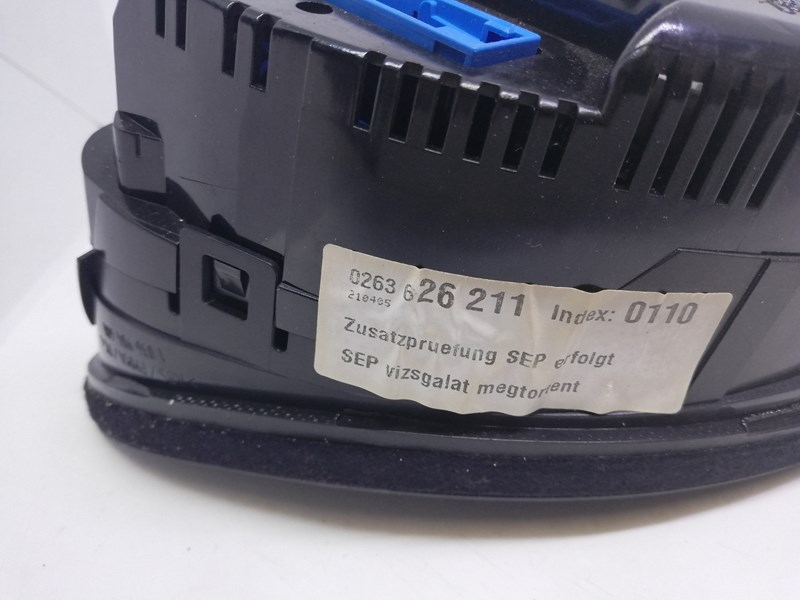 0263 626 211 Index: 0110
210405
Zusatzpruefung SEP erfolgt
SEP vizsgalat megtortent